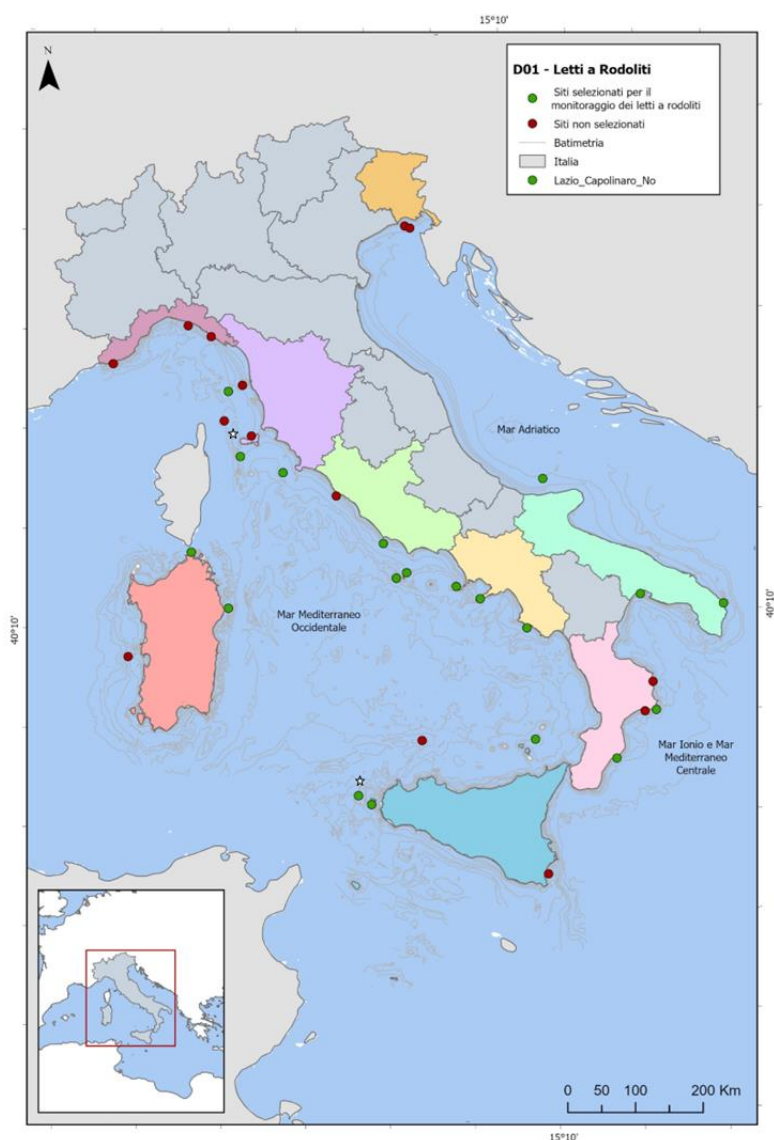 15°10'
N
D01 - Letti a Rodoliti
Siti selezionati per il
monitoraggio dei letti a rodoliti
Siti non selezionati
Batimetria
Italia
Lazio_Capolinaro_No
Mar Adriatico
40°10'
40°10'
Mar Mediterraneo
Occidentale
Mar Ionio e Mar
Mediterraneo
Centrale
0 50 100 200 Km
15°10'